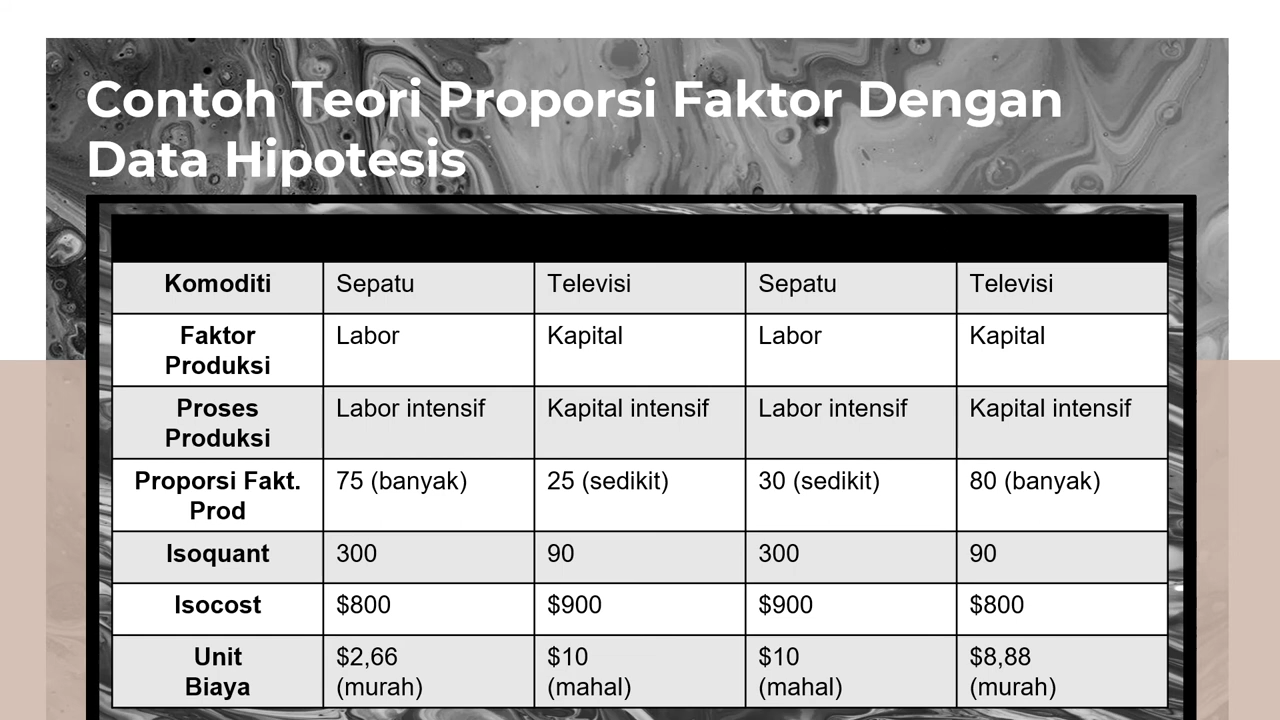 Contoh Teori Proporsi Faktor Dengan
Data Hipotesis
Komoditi Sepatu Televisi Sepatu Televisi
Faktor Produksi Labor Kapital Labor Kapital
Proses Produksi Labor intensif Kapital intensif Labor intensif Kapital intensif
Proporsi Fakt. Prod 75 (banyak) 25 (sedikit) 30 (sedikit) 80 (banyak)
Isoquant 300 90 300 90
Isocost $800 $900 $900 $800
Unit Biaya $2,66 (murah) $10 (mahal) $10 (mahal) $8,88 (murah)